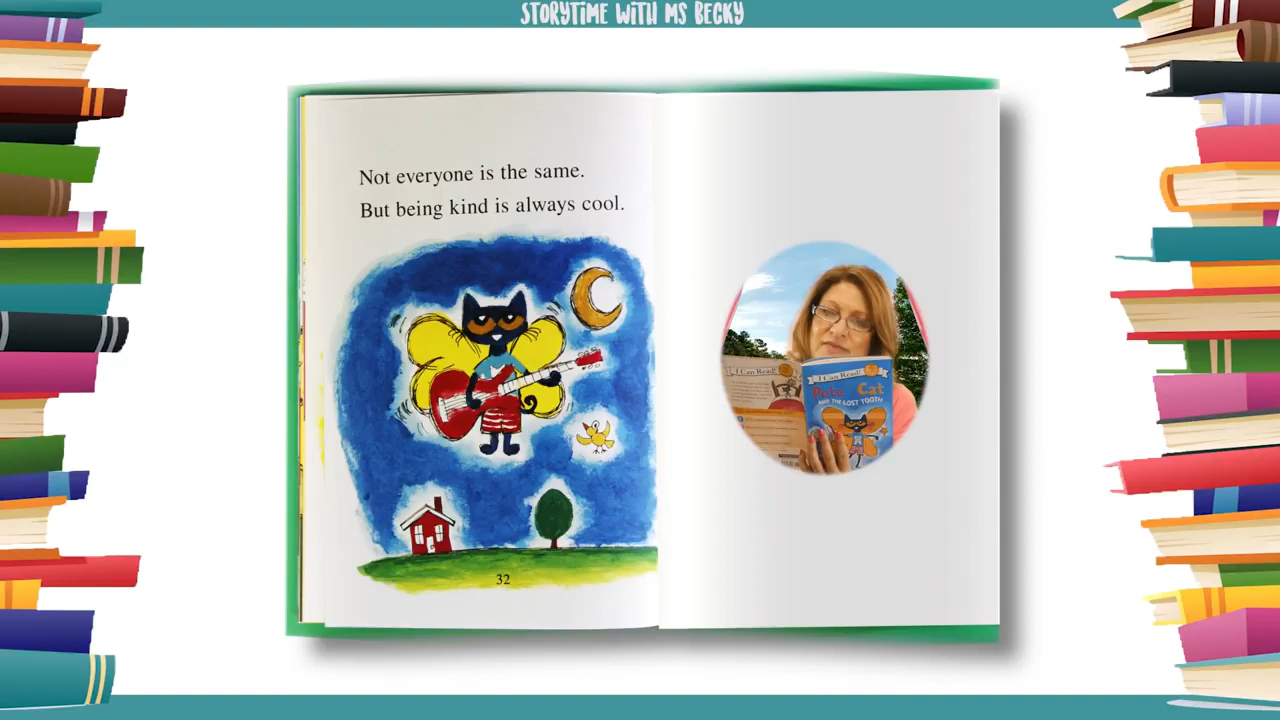 STORYTIME WITH MS BECKY
Not everyone is the same.
But being kind is always cool.
32
I Can Read!
I Can Read!
Pete the Cat
AND THE LOST TOOTH